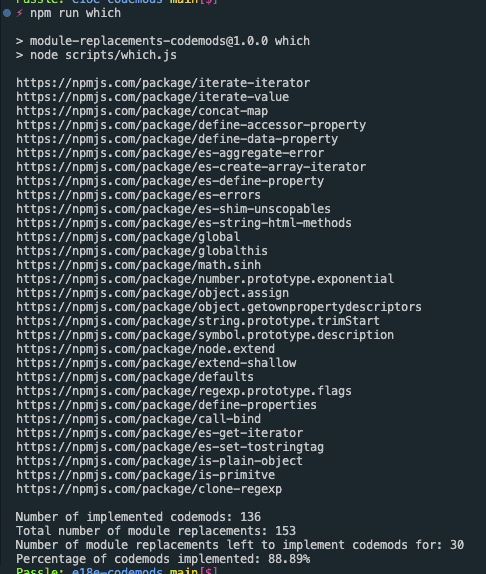 Passle: e18e-codemods main[$]
⚡ npm run which
> module-replacements-codemods@1.0.0 which
> node scripts/which.js
https://npmjs.com/package/iterate-iterator
https://npmjs.com/package/iterate-value
https://npmjs.com/package/concat-map
https://npmjs.com/package/define-accessor-property
https://npmjs.com/package/define-data-property
https://npmjs.com/package/es-aggregate-error
https://npmjs.com/package/es-create-array-iterator
https://npmjs.com/package/es-define-property
https://npmjs.com/package/es-errors
https://npmjs.com/package/es-shim-unscopables
https://npmjs.com/package/es-string-html-methods
https://npmjs.com/package/global
https://npmjs.com/package/globalthis
https://npmjs.com/package/math.sinh
https://npmjs.com/package/number.prototype.exponential
https://npmjs.com/package/object.assign
https://npmjs.com/package/object.getownpropertydescriptors
https://npmjs.com/package/string.prototype.trimStart
https://npmjs.com/package/symbol.prototype.description
https://npmjs.com/package/node.extend
https://npmjs.com/package/extend-shallow
https://npmjs.com/package/defaults
https://npmjs.com/package/regexp.prototype.flags
https://npmjs.com/package/define-properties
https://npmjs.com/package/call-bind
https://npmjs.com/package/es-get-iterator
https://npmjs.com/package/es-set-tostringtag
https://npmjs.com/package/is-plain-object
https://npmjs.com/package/is-primitve
https://npmjs.com/package/clone-regexp
Number of implemented codemods: 136
Total number of module replacements: 153
Number of module replacements left to implement codemods for: 30
Percentage of codemods implemented: 88.89%
Passle: e18e-codemods main[$]